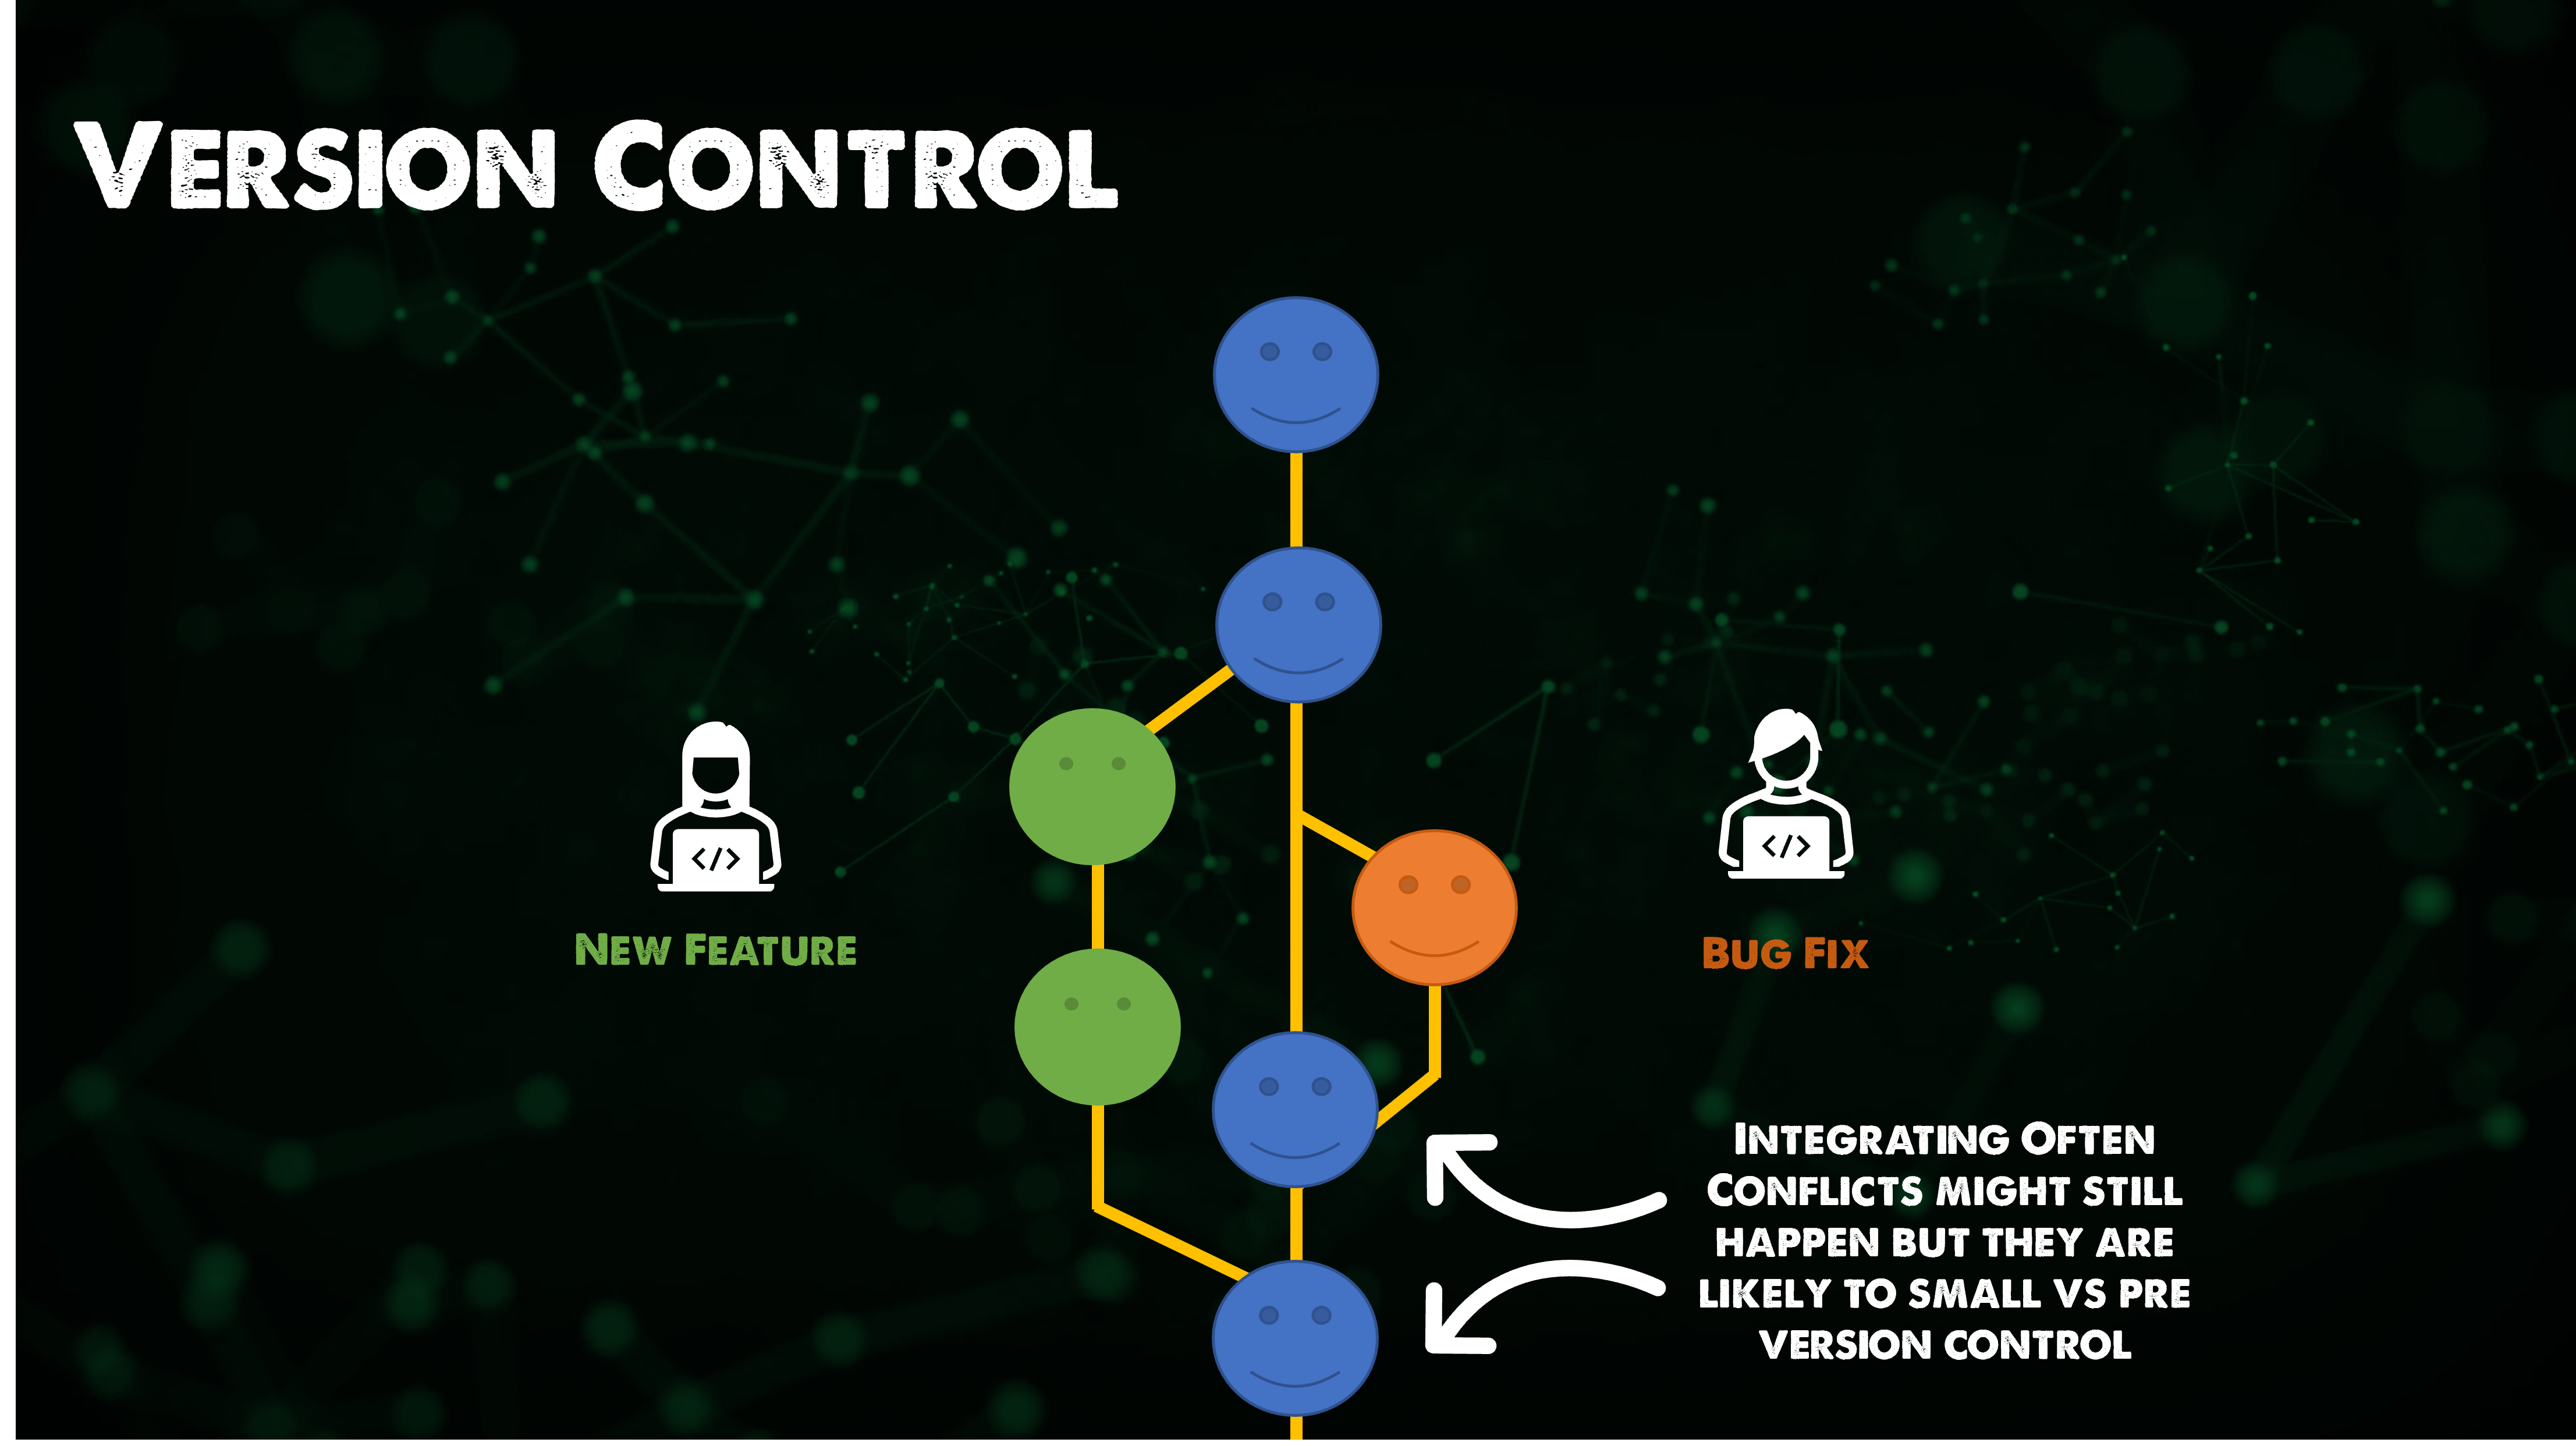 Version Control
</>
</>
New Feature
Bug Fix
Integrating Often
Conflicts might still
happen but they are
likely to small vs pre
version control